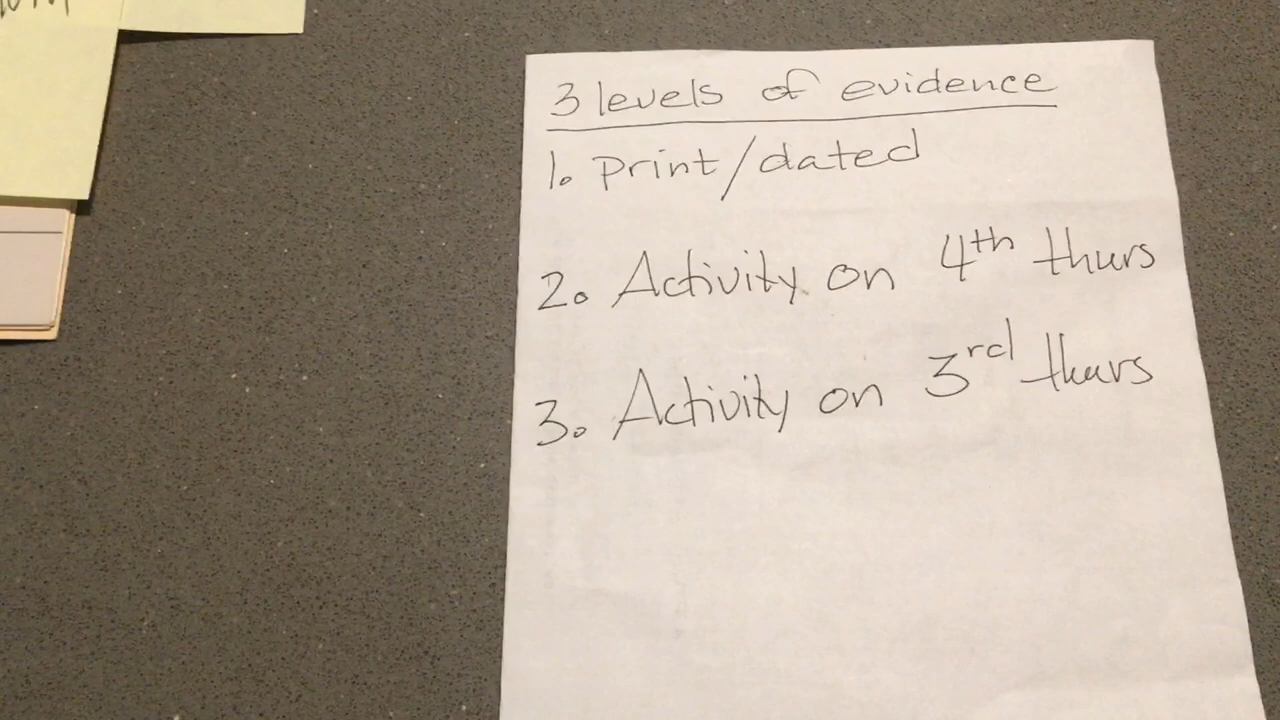 3 levels of evidence
1. Print/dated
2. Activity on 4th thurs
3. Activity on 3rd thurs